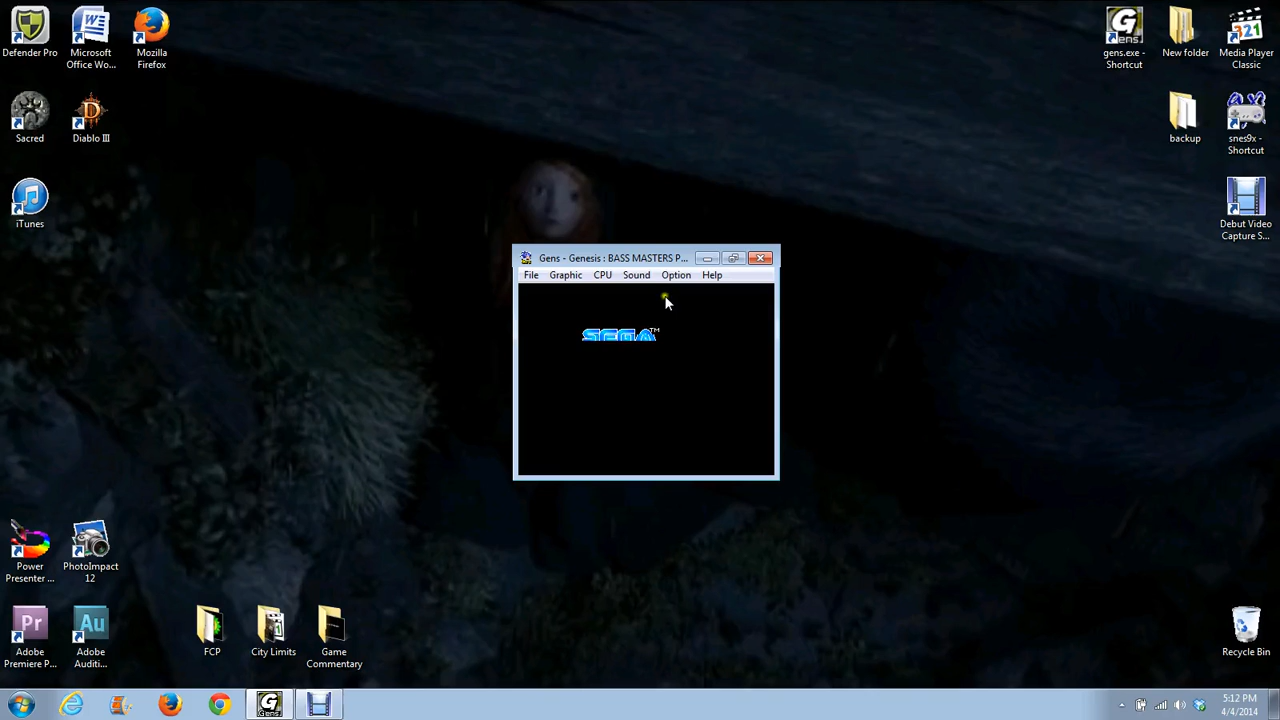 Defender Pro
Microsoft
Office Wo...
Mozilla
Firefox
gens.exe -
Shortcut
New folder
Media Player
Classic
Sacred
Diablo III
backup
snes9x -
Shortcut
iTunes
Debut Video
Capture S...
Gens - Genesis : BASS MASTERS P...
File Graphic CPU Sound Option Help
SEGA™
Power
Presenter ...
PhotoImpact
12
Adobe
Premiere P...
Adobe
Auditi...
FCP
City Limits
Game
Commentary
Recycle Bin
5:12 PM
4/4/2014